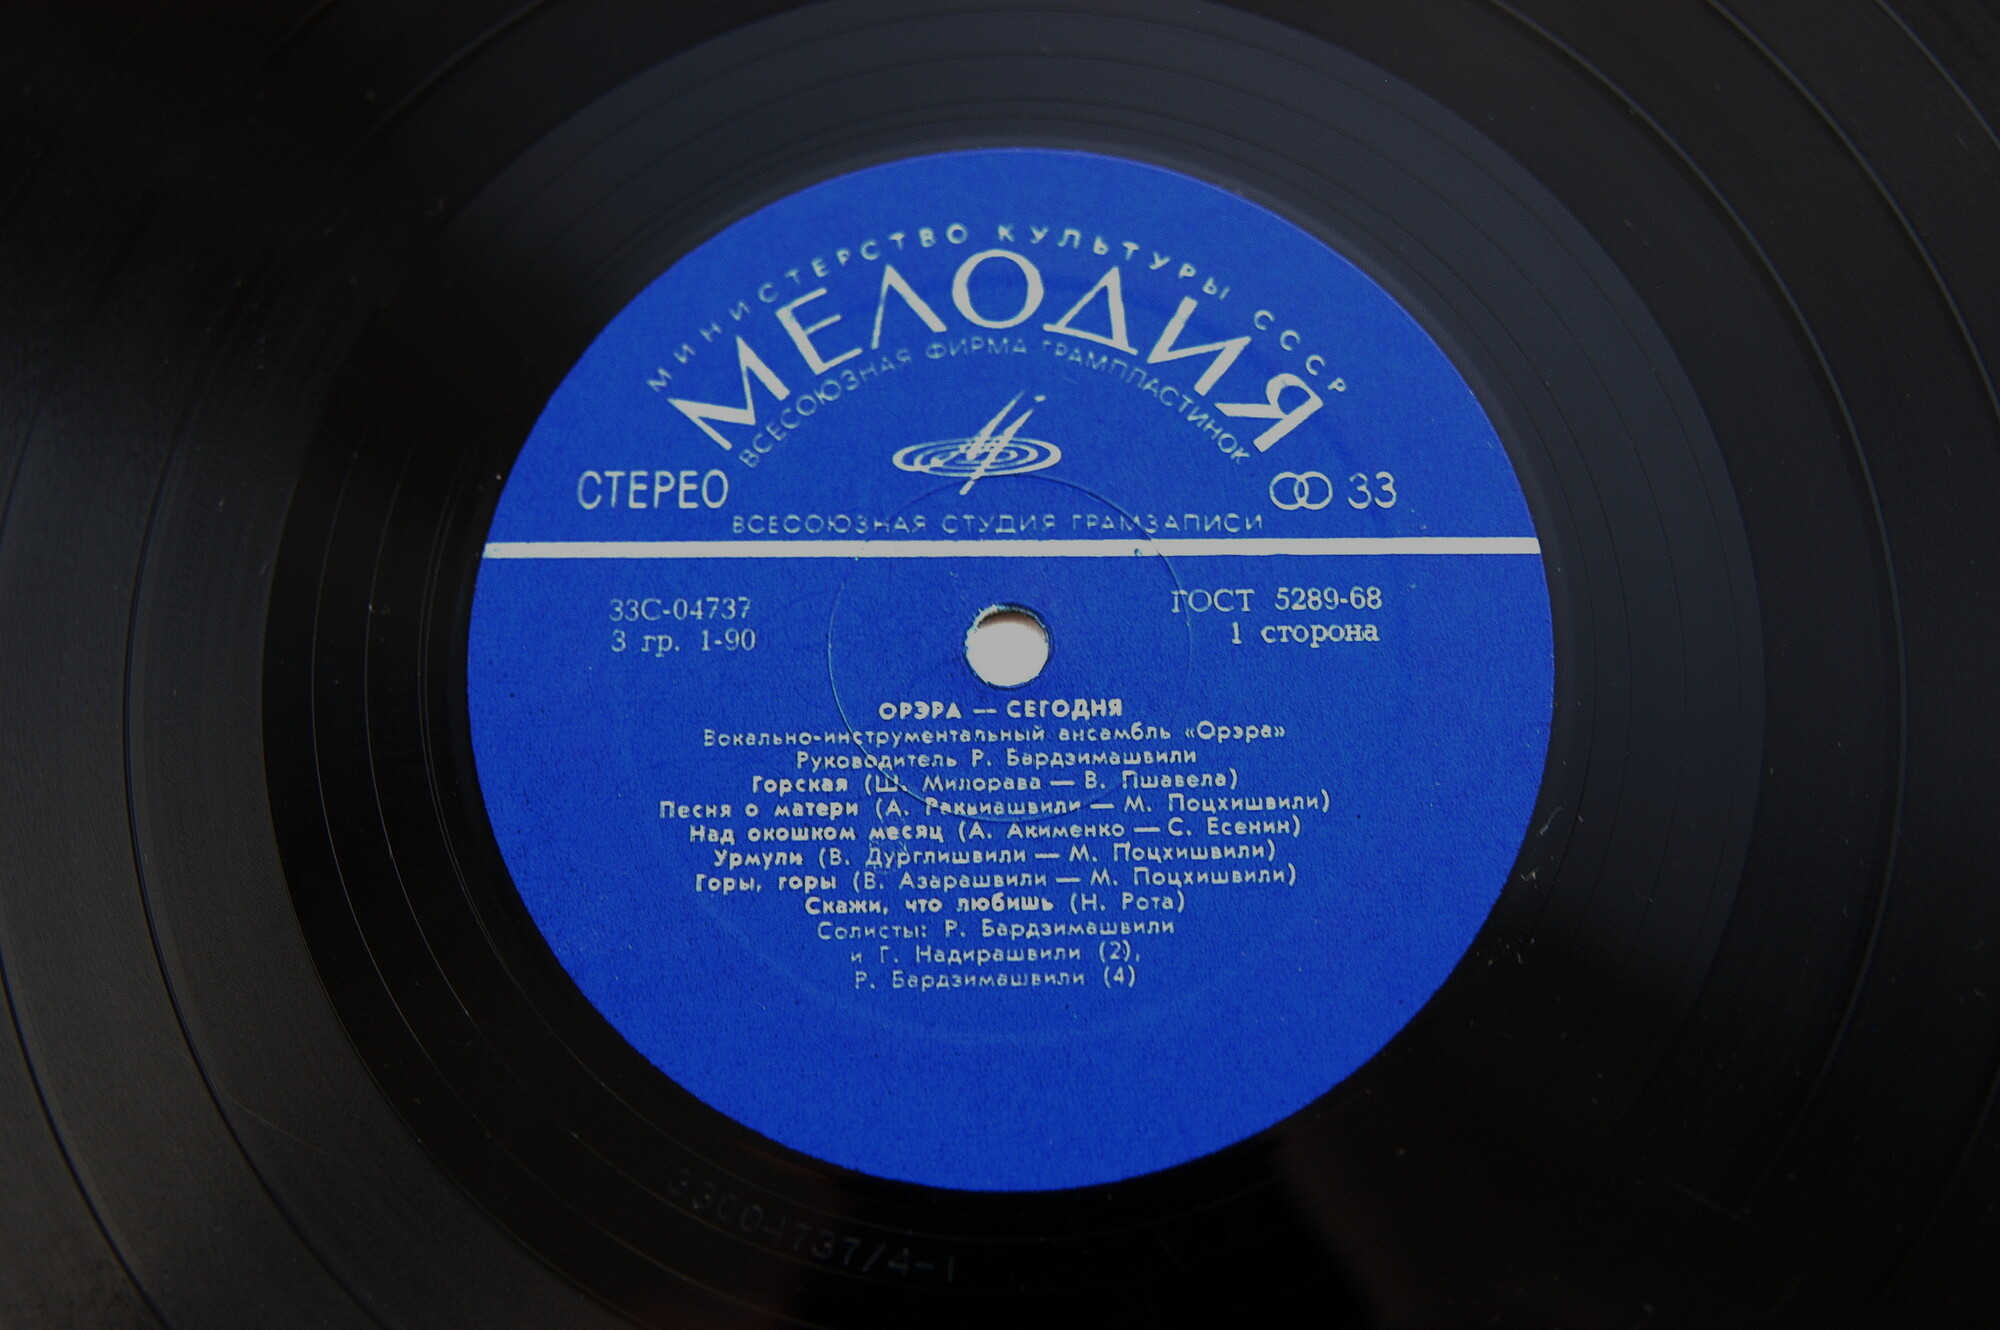 МИНИСТЕРСТВО КУЛЬТУРЫ СССР
МЕЛОДИЯ
ВСЕСОЮЗНАЯ ФИРМА ГРАМПЛАСТИНОК
СТЕРЕО
33
ВСЕСОЮЗНАЯ СТУДИЯ ГРАМЗАПИСИ
33С-04737
ГОСТ 5289-68
3 гр. 1-90
1 сторона
ОРЭРА — СЕГОДНЯ
Вокально-инструментальный ансамбль «Орэра»
Руководитель Р. Бардзимашвили
Горская (Ш. Милорава — В. Пшавела)
Песня о матери (А. Раквиашвили — М. Поцхишвили)
Над окошком месяц (А. Акименко — С. Есенин)
Урмули (В. Дурглишвили — М. Поцхишвили)
Горы, горы (В. Азарашвили — М. Поцхишвили)
Скажи, что любишь (Н. Рота)
Солисты: Р. Бардзимашвили
и Г. Надирашвили (2),
Р. Бардзимашвили (4)
33С04737/4-1